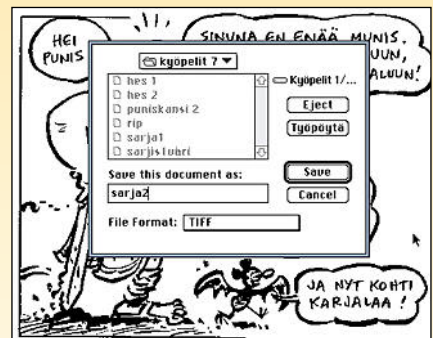 HEI
PUNIS
SINUNA EN ENÄÄ MUNIS,
UUN,
ALUUN!
kyöpelit 7
hes 1
hes 2
puniskansi 2
rip
sarja1
sarjis1vhri
Kyöpelit 1/...
Eject
Työpöytä
Save this document as:
sarja2
Save
Cancel
File Format: TIFF
JA NYT KOHTI
KARJALAA!